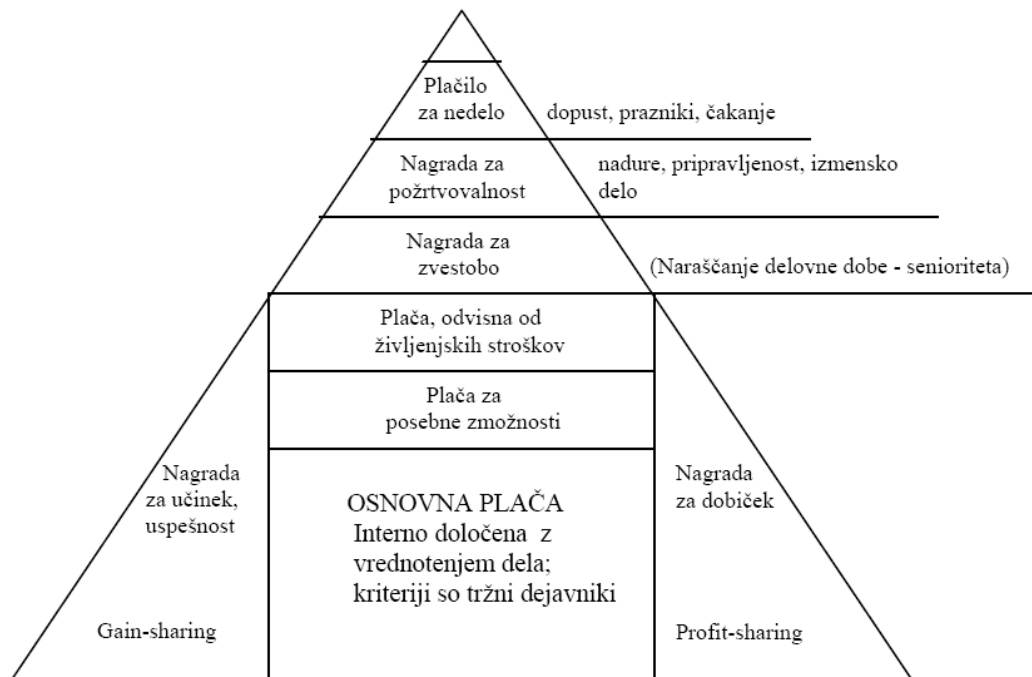 Plačilo
za nedelo
dopust, prazniki, čakanje
Nagrada za
požrtvovalnost
nadure, pripravljenost, izmensko
delo
Nagrada za
zvestobo
(Naraščanje delovne dobe - senioriteta)
Plača, odvisna od
življenjskih stroškov
Plača za
posebne zmožnosti
Nagrada
za učinek,
uspešnost
OSNOVNA PLAČA
Interno določena z
vrednotenjem dela;
kriteriji so tržni dejavniki
Nagrada
za dobiček
Gain-sharing
Profit-sharing